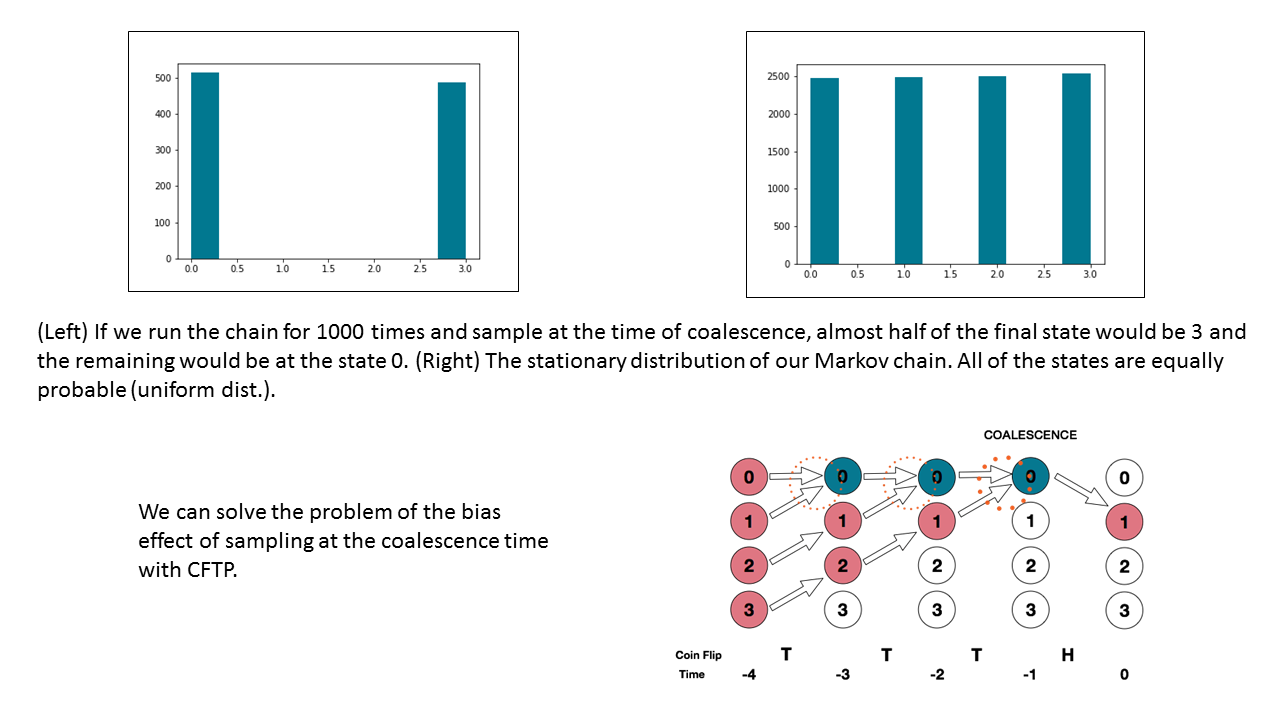 500
400
300
200
100
0
0.0 0.5 1.0 1.5 2.0 2.5 3.0
2500
2000
1500
1000
500
0
0.0 0.5 1.0 1.5 2.0 2.5 3.0
(Left) If we run the chain for 1000 times and sample at the time of coalescence, almost half of the final state would be 3 and
the remaining would be at the state 0. (Right) The stationary distribution of our Markov chain. All of the states are equally
probable (uniform dist.).
We can solve the problem of the bias
effect of sampling at the coalescence time
with CFTP.
COALESCENCE
0 0 0 0 0
1 1 1 1 1
2 2 2 2 2
3 3 3 3 3
Coin Flip T T T H
Time -4 -3 -2 -1 0